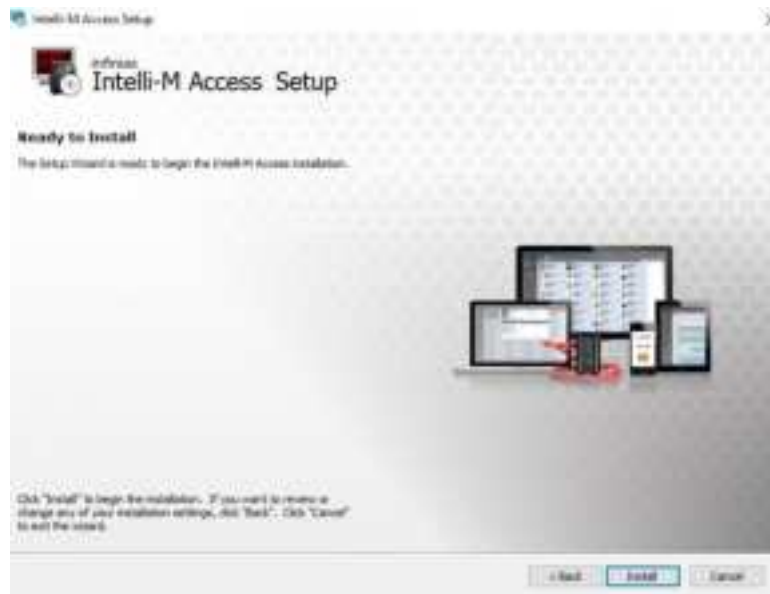 Intelli-M Access Setup
infinias
Intelli-M Access Setup
Ready to Install
The Setup Wizard is ready to begin the Intelli-M Access installation.
Click "Install" to begin the installation. If you want to review or
change any of your installation settings, click "Back". Click "Cancel"
to exit the wizard.
< Back
Install
Cancel